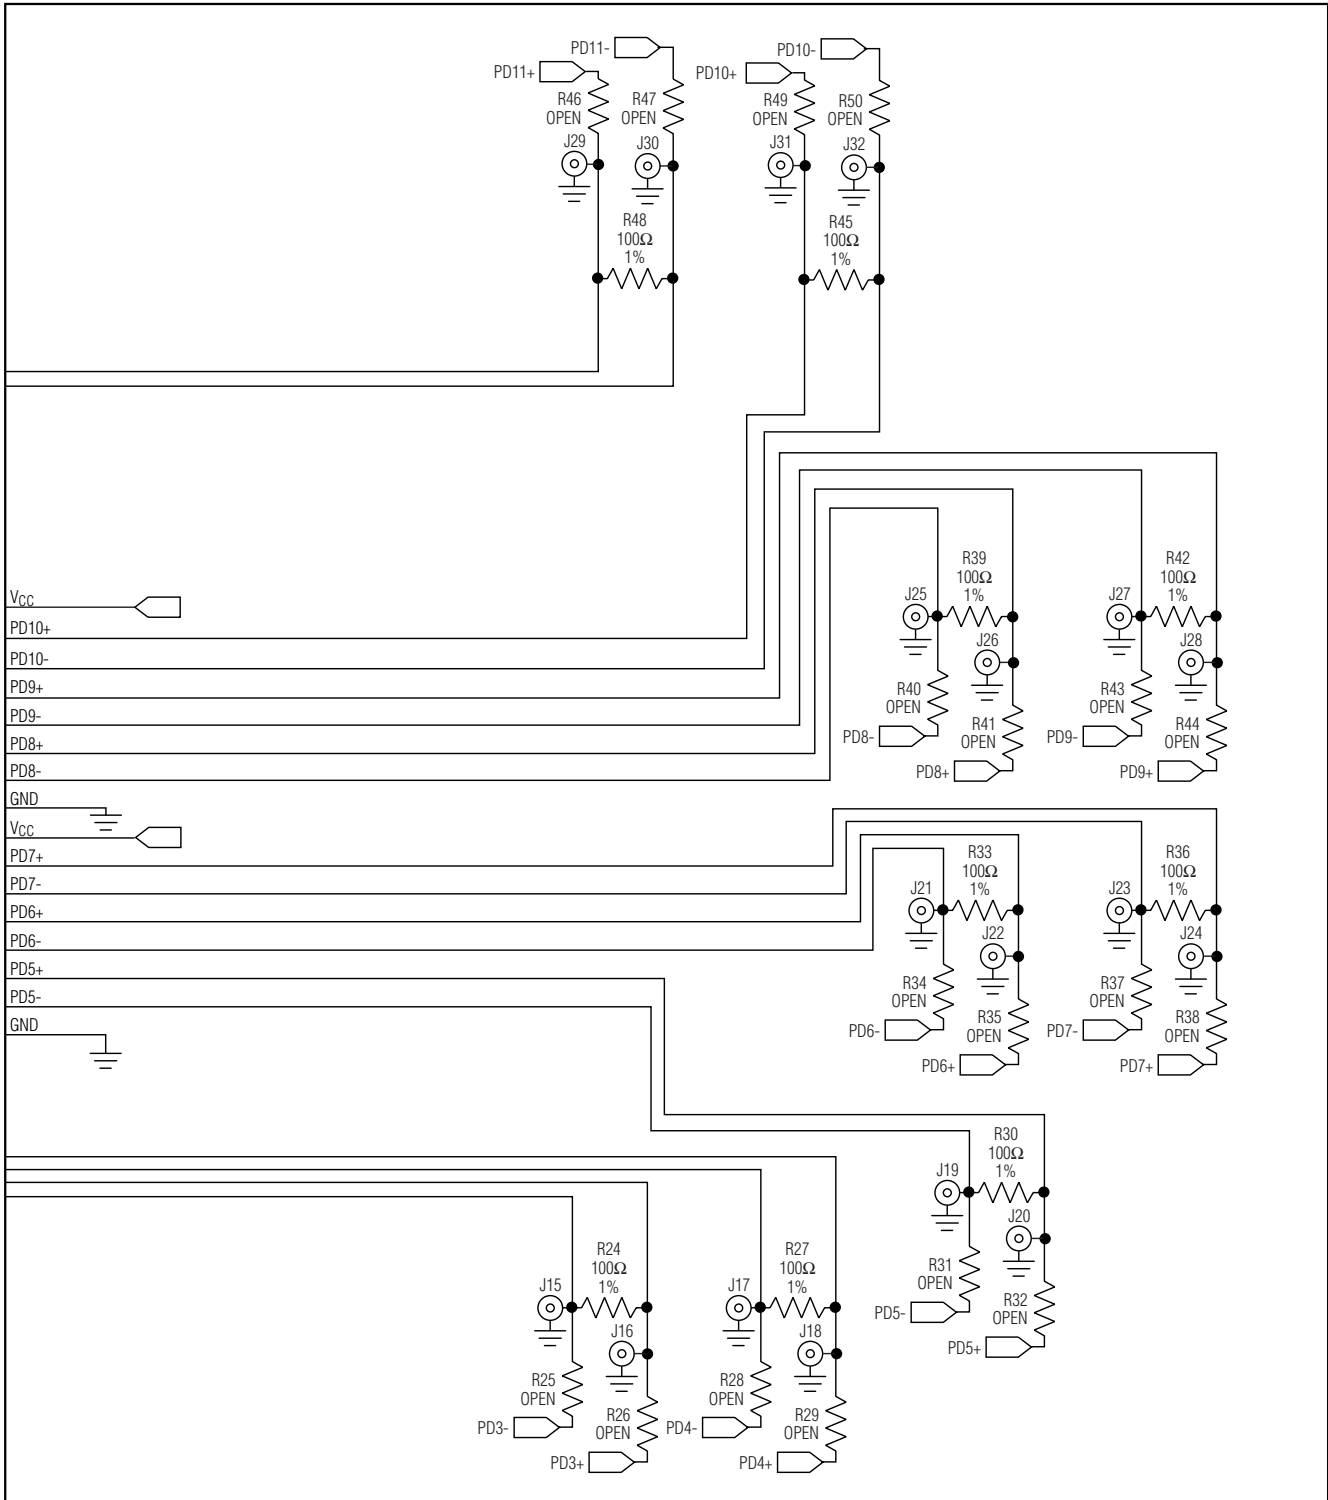 PD11-
PD11+
R46
OPEN
R47
OPEN
J29
J30
R48
100Ω
1%
PD10-
PD10+
R49
OPEN
R50
OPEN
J31
J32
R45
100Ω
1%
VCC
PD10+
PD10-
PD9+
PD9-
PD8+
PD8-
GND
VCC
PD7+
PD7-
PD6+
PD6-
PD5+
PD5-
GND
R39
100Ω
1%
J25
J26
R40
OPEN
R41
OPEN
PD8-
PD8+
R42
100Ω
1%
J27
J28
R43
OPEN
R44
OPEN
PD9-
PD9+
R33
100Ω
1%
J21
J22
R34
OPEN
R35
OPEN
PD6-
PD6+
R36
100Ω
1%
J23
J24
R37
OPEN
R38
OPEN
PD7-
PD7+
R30
100Ω
1%
J19
J20
R31
OPEN
R32
OPEN
PD5-
PD5+
R24
100Ω
1%
J15
J16
R25
OPEN
R26
OPEN
PD3-
PD3+
R27
100Ω
1%
J17
J18
R28
OPEN
R29
OPEN
PD4-
PD4+